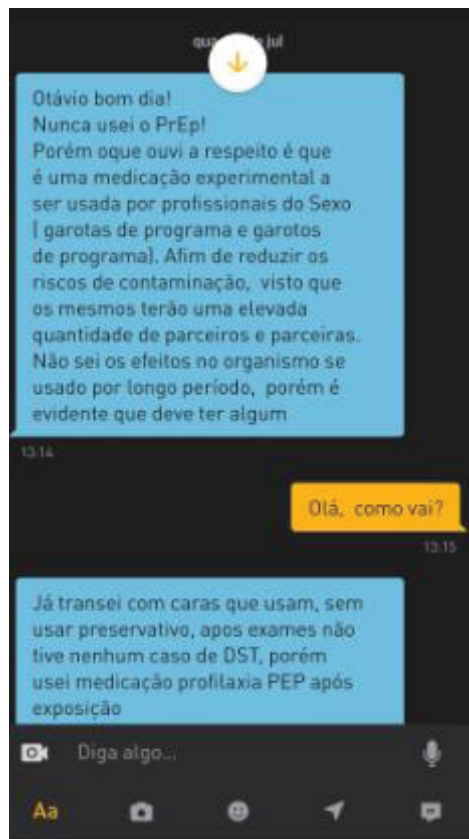 jul
Otávio bom dia!
Nunca usei o PrEp!
Porém oque ouvi a respeito é que
é uma medicação experimental a
ser usada por profissionais do Sexo
( garotas de programa e garotos
de programa). Afim de reduzir os
riscos de contaminação, visto que
os mesmos terão uma elevada
quantidade de parceiros e parceiras.
Não sei os efeitos no organismo se
usado por longo período, porém é
evidente que deve ter algum
13:14
Olá, como vai?
13:15
Já transei com caras que usam, sem
usar preservativo, apos exames não
tive nenhum caso de DST, porém
usei medicação profilaxia PEP após
exposição
Diga algo...
Aa